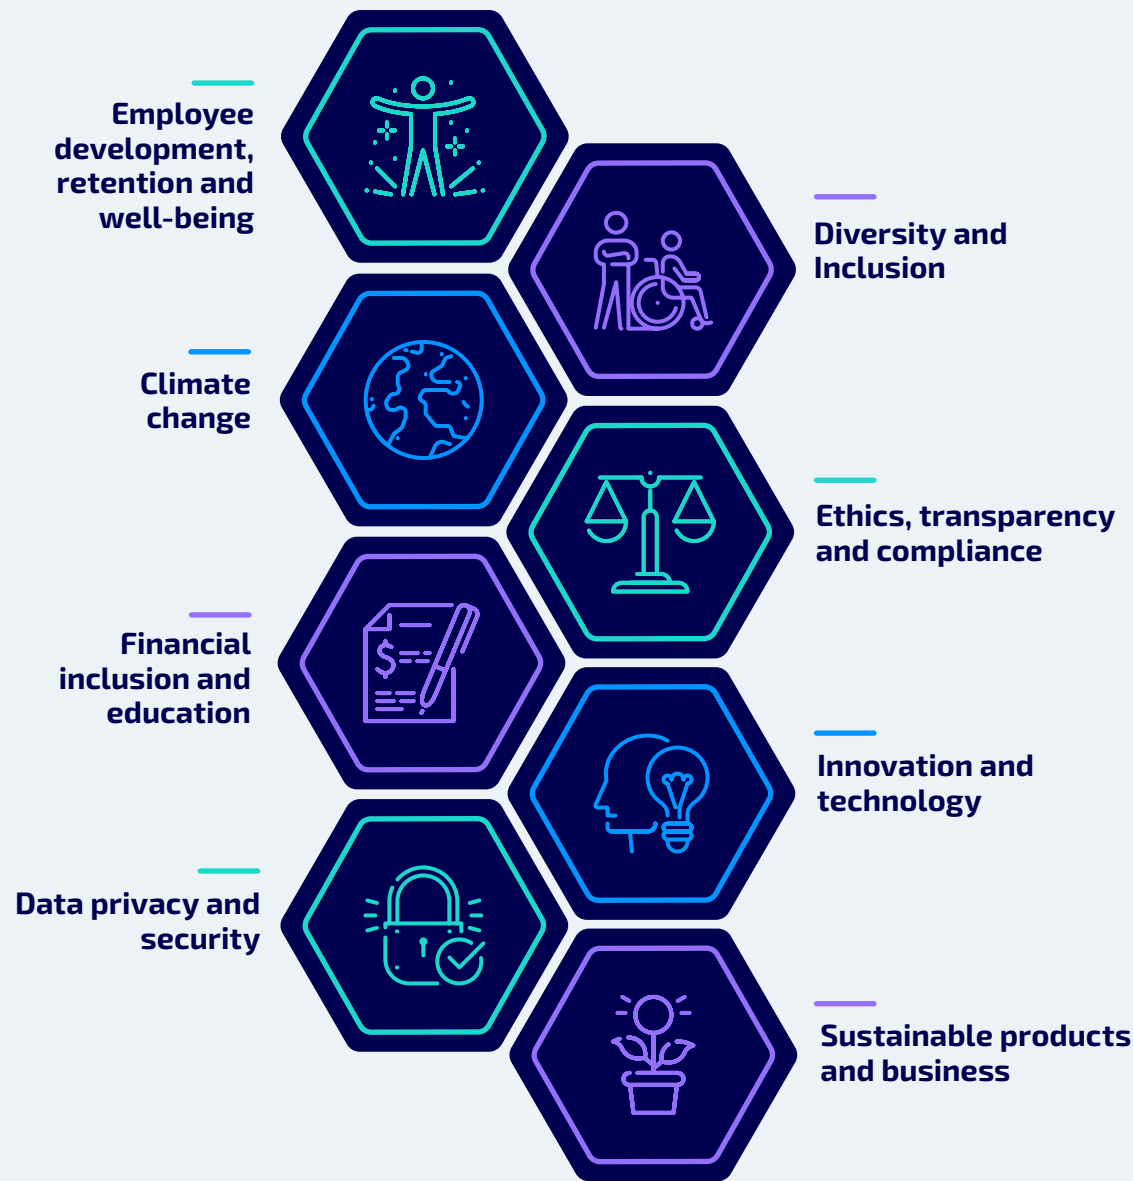 Employee
development,
retention and
well-being
Diversity and
Inclusion
Climate
change
Ethics, transparency
and compliance
Financial
inclusion and
education
$
Innovation and
technology
Data privacy and
security
Sustainable products
and business